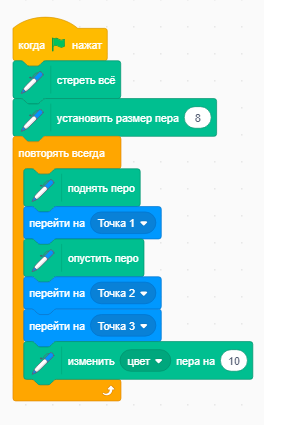 когда нажат
стереть всё
установить размер пера 8
повторять всегда
поднять перо
перейти на Точка 1
опустить перо
перейти на Точка 2
перейти на Точка 3
изменить цвет пера на 10